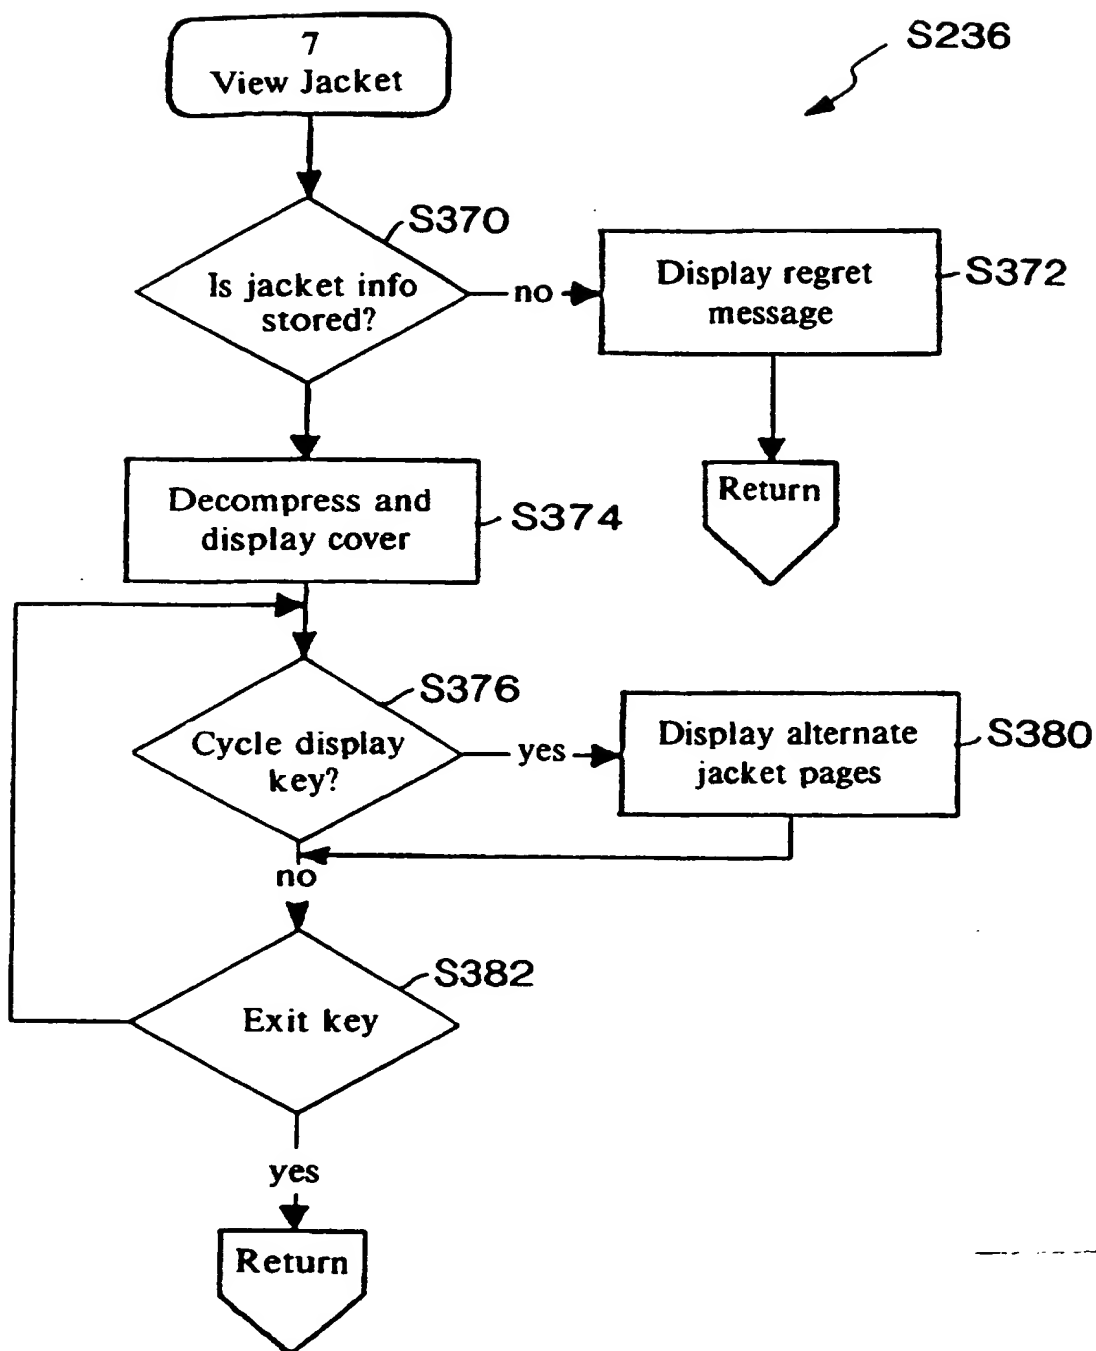 7
View Jacket
S236
S370
Is jacket info
stored?
no
Display regret
message
S372
Return
Decompress and
display cover
S374
S376
Cycle display
key?
yes
Display alternate
jacket pages
S380
no
S382
Exit key
yes
Return